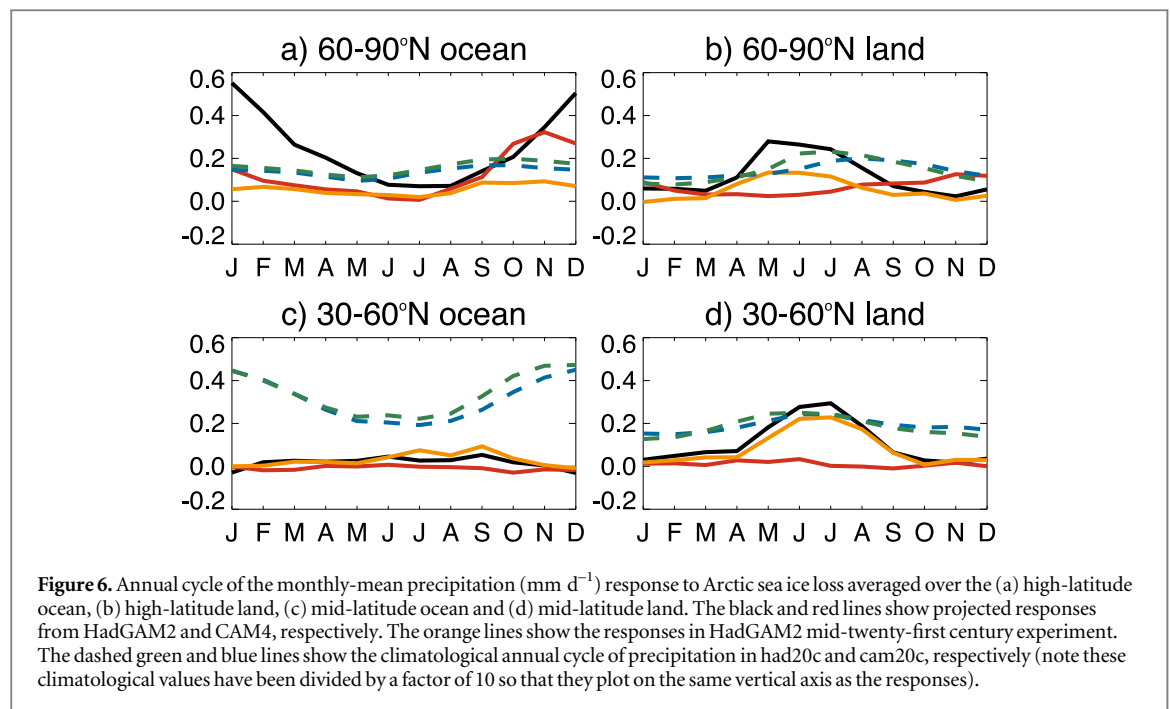 a) 60-90°N ocean
b) 60-90°N land
0.6
0.4
0.2
0.0
-0.2
J F M A M J J A S O N D
0.6
0.4
0.2
0.0
-0.2
J F M A M J J A S O N D
c) 30-60°N ocean
d) 30-60°N land
0.6
0.4
0.2
0.0
-0.2
J F M A M J J A S O N D
0.6
0.4
0.2
0.0
-0.2
J F M A M J J A S O N D
Figure 6. Annual cycle of the monthly-mean precipitation (mm d⁻¹) response to Arctic sea ice loss averaged over the (a) high-latitude
ocean, (b) high-latitude land, (c) mid-latitude ocean and (d) mid-latitude land. The black and red lines show projected responses
from HadGAM2 and CAM4, respectively. The orange lines show the responses in HadGAM2 mid-twenty-first century experiment.
The dashed green and blue lines show the climatological annual cycle of precipitation in had20c and cam20c, respectively (note these
climatological values have been divided by a factor of 10 so that they plot on the same vertical axis as the responses).